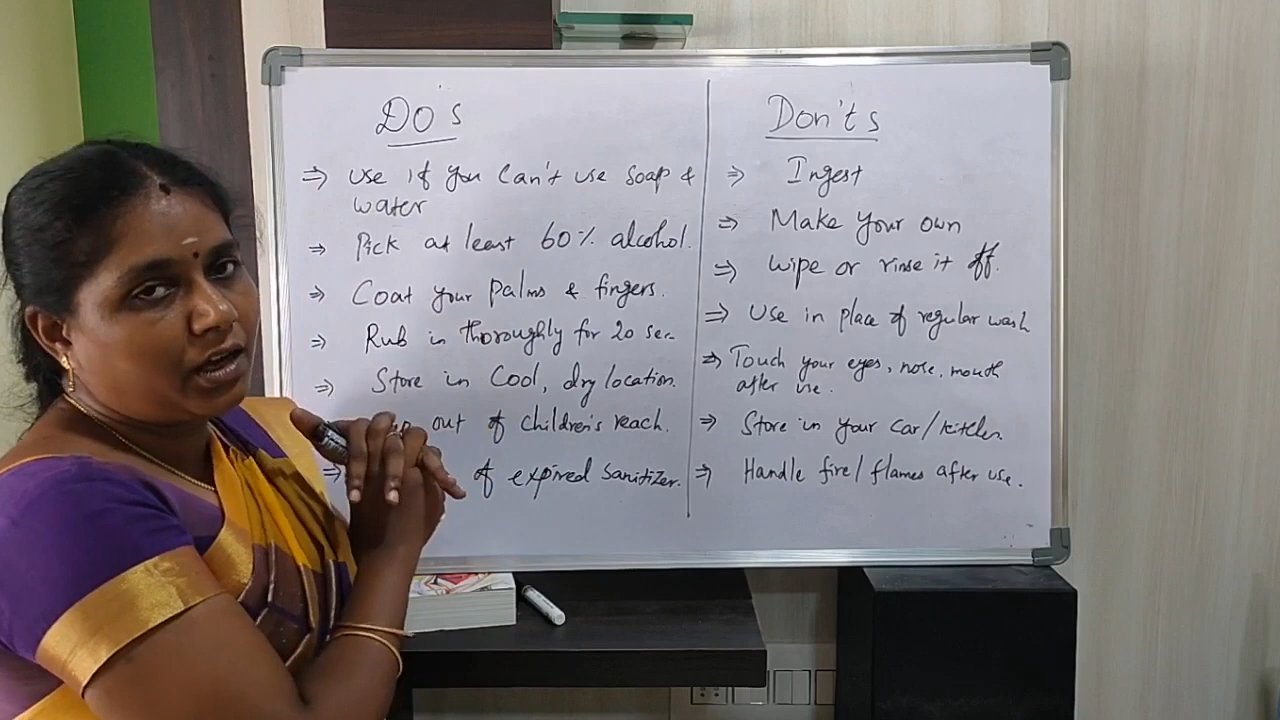 Do's
⇒ Use if you can't use soap &
water
⇒ Pick at least 60% alcohol.
⇒ Coat your palms & fingers.
⇒ Rub in thoroughly for 20 sec.
⇒ Store in cool, dry location.
out of children's reach.
⇒ of expired sanitizer.
Don'ts
⇒ Ingest
⇒ Make your own
⇒ Wipe or rinse it off.
⇒ Use in place of regular wash
⇒ Touch your eyes, nose, mouth
after use.
⇒ Store in your car/kitchen.
⇒ Handle fire/flames after use.